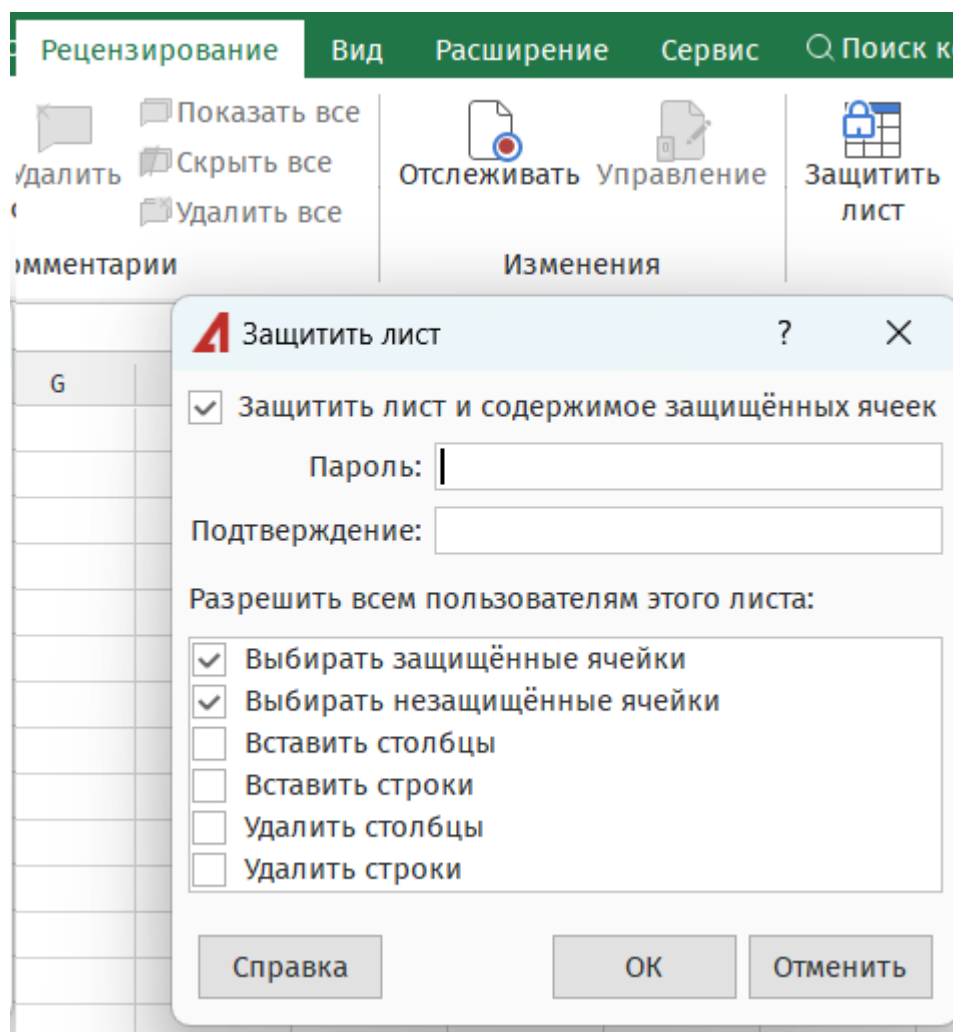 Рецензирование Вид Расширение Сервис Поиск
Показать все
Скрыть все
Удалить все
Отслеживать Управление
Защитить
лист
Изменения
Защитить лист ? ×
G
Защитить лист и содержимое защищённых ячеек
Пароль:
Подтверждение:
Разрешить всем пользователям этого листа:
Выбирать защищённые ячейки
Выбирать незащищённые ячейки
Вставить столбцы
Вставить строки
Удалить столбцы
Удалить строки
Справка ОК Отменить